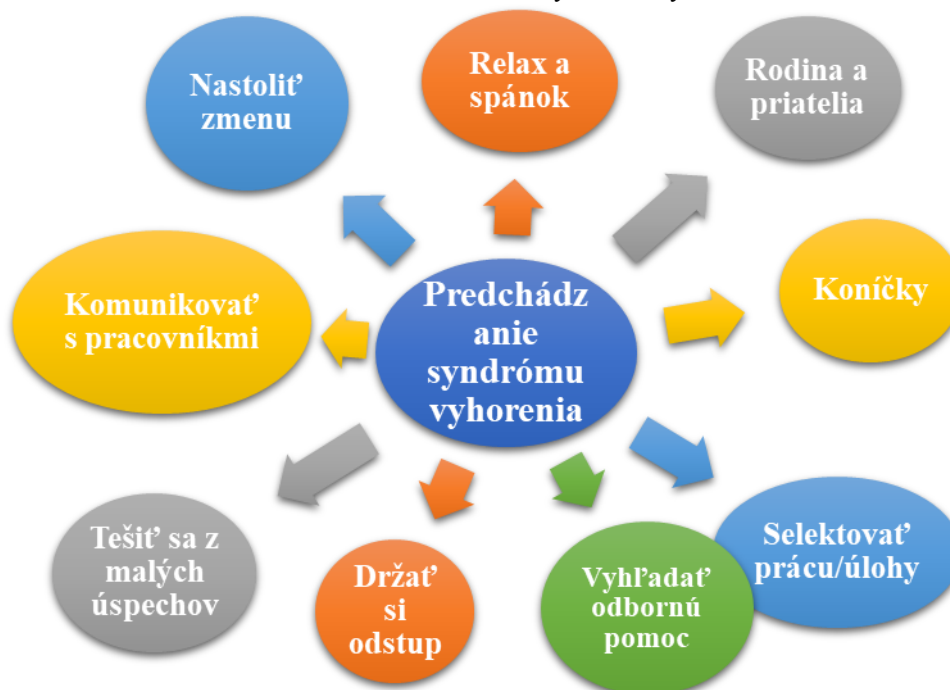 Nastoliť
zmenu
Relax a
spánok
Rodina a
priatelia
Komunikovať
s pracovníkmi
Predchádz
anie
syndrómu
vyhorenia
Koníčky
Tešiť sa z
malých
úspechov
Držať
si
odstup
Vyhľadať
odbornú
pomoc
Selektovať
prácu/úlohy